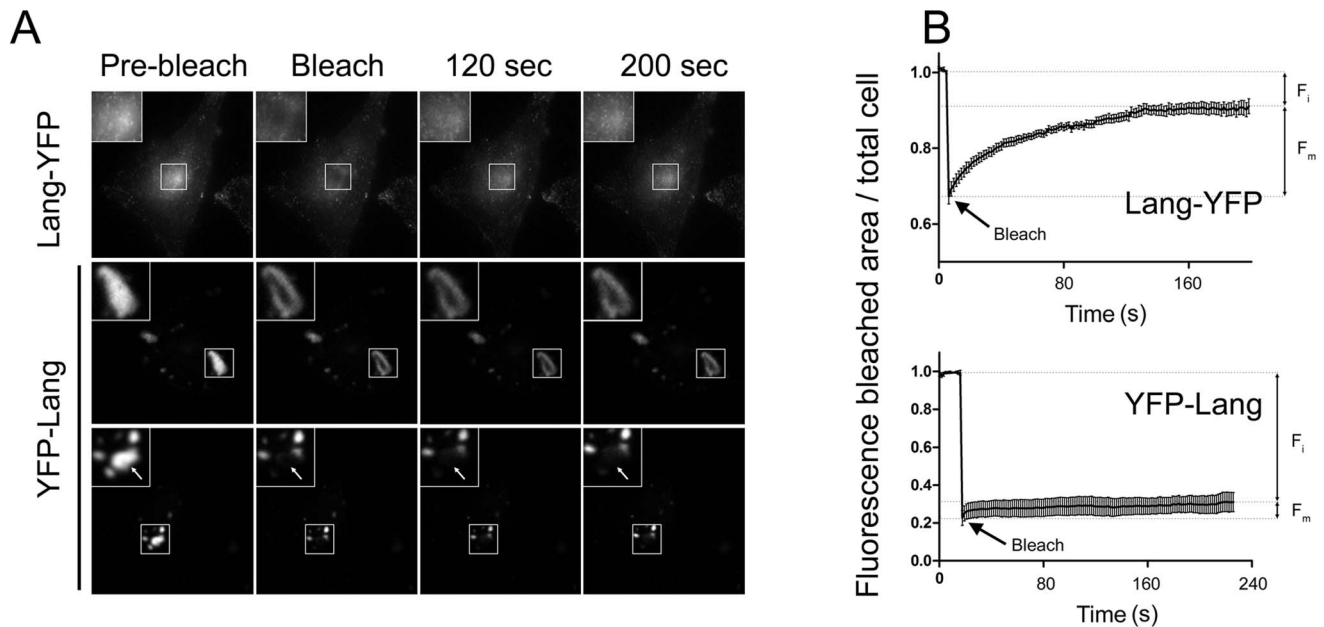 A
Pre-bleach Bleach 120 sec 200 sec
Lang-YFP
YFP-Lang
B
Fluorescence bleached area / total cell
1.0
0.8
0.6
0 80 160
Time (s)
Bleach
Lang-YFP
Fi
Fm
1.0
0.8
0.6
0.4
0.2
0.0
0 80 160 240
Time (s)
Bleach
YFP-Lang
Fi
Fm